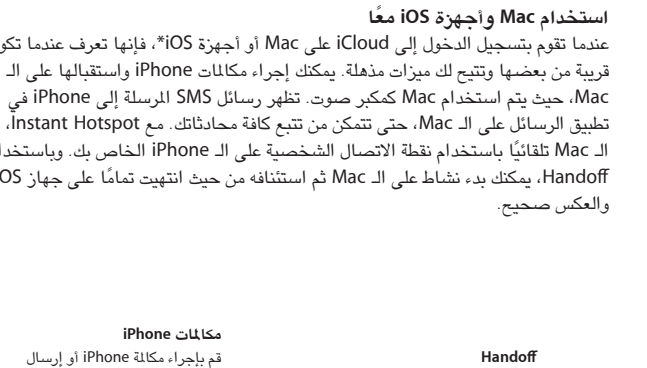 استخدام Mac وأجهزة iOS معًا
عندما تقوم بتسجيل الدخول إلى iCloud على Mac أو أجهزة iOS*، فإنها تعرف عندما
قريبة من بعضها وتتيح لك ميزات مذهلة. يمكنك إجراء مكالمات iPhone واستقبالها على الـ
Mac، حيث يتم استخدام Mac كمكبر صوت. تظهر رسائل SMS المرسلة إلى iPhone في
تطبيق الرسائل على الـ Mac، حتى تتمكن من تتبع كافة محادثاتك. مع Instant Hotspot،
الـ Mac تلقائيًا باستخدام نقطة الاتصال الشخصية على الـ iPhone الخاص بك.
Handoff، يمكنك بدء نشاط على الـ Mac ثم استئنافه من حيث انتهيت تمامًا على جهاز
والعكس صحيح.
مكالمات iPhone
قم بإجراء مكالمة iPhone أو إرسال
Handoff